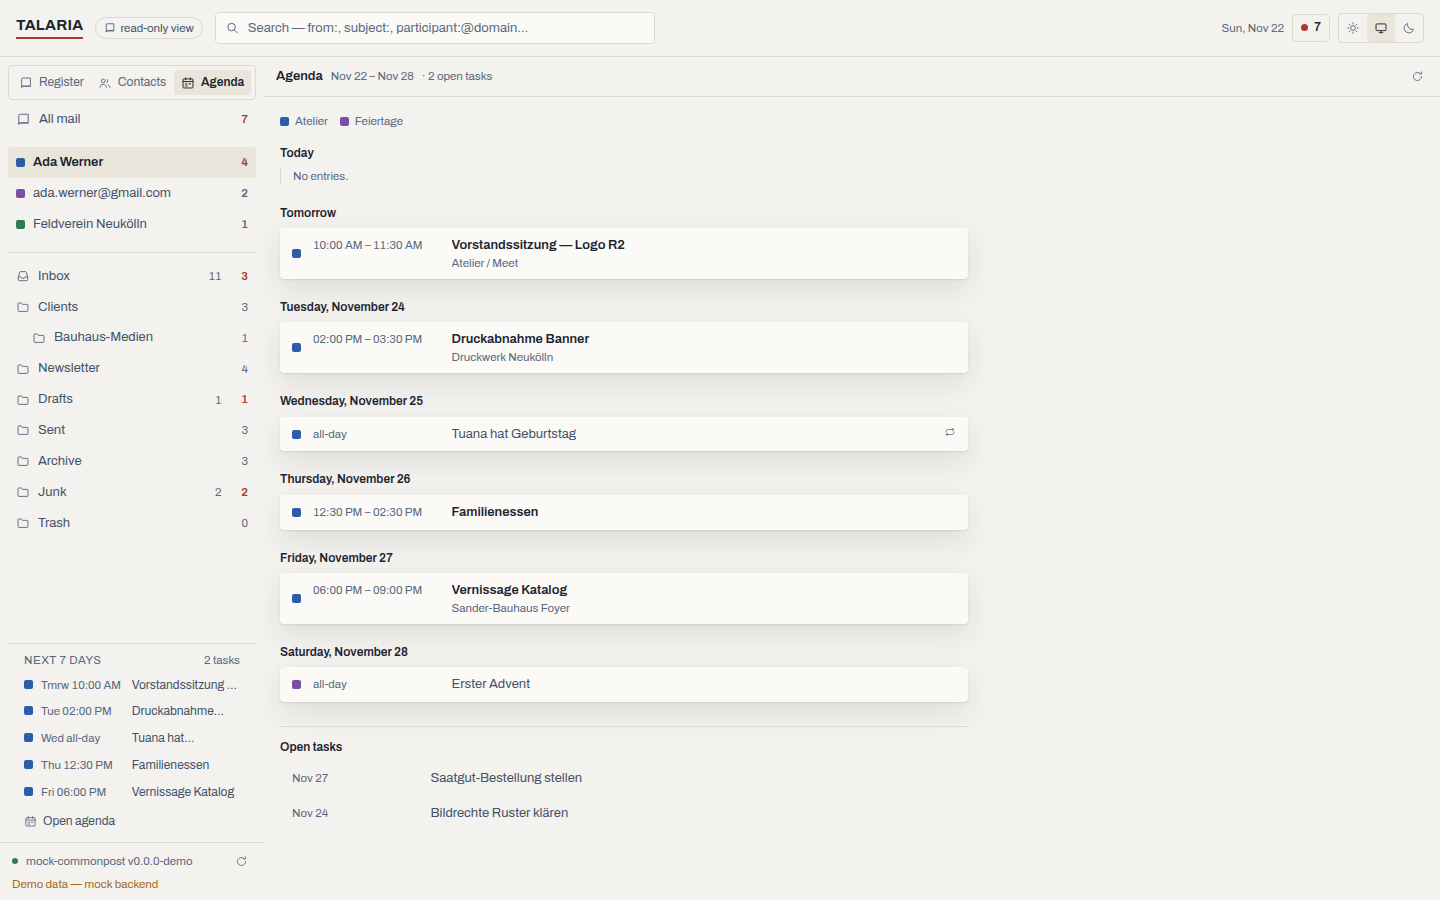 TALARIA
read-only view
Search — from:, subject:, participant:@domain...
Sun, Nov 22
7
Register
Contacts
Agenda
All mail 7
Ada Werner 4
ada.werner@gmail.com 2
Feldverein Neukölln 1
Inbox 11 3
Clients 3
Bauhaus-Medien 1
Newsletter 4
Drafts 1 1
Sent 3
Archive 3
Junk 2 2
Trash 0
NEXT 7 DAYS 2 tasks
Tmrw 10:00 AM Vorstandssitzung ...
Tue 02:00 PM Druckabnahme...
Wed all-day Tuana hat...
Thu 12:30 PM Familienessen
Fri 06:00 PM Vernissage Katalog
Open agenda
mock-commonpost v0.0.0-demo
Demo data — mock backend
Agenda Nov 22 – Nov 28 · 2 open tasks
Atelier Feiertage
Today
No entries.
Tomorrow
10:00 AM – 11:30 AM Vorstandssitzung — Logo R2
Atelier / Meet
Tuesday, November 24
02:00 PM – 03:30 PM Druckabnahme Banner
Druckwerk Neukölln
Wednesday, November 25
all-day Tuana hat Geburtstag
Thursday, November 26
12:30 PM – 02:30 PM Familienessen
Friday, November 27
06:00 PM – 09:00 PM Vernissage Katalog
Sander-Bauhaus Foyer
Saturday, November 28
all-day Erster Advent
Open tasks
Nov 27 Saatgut-Bestellung stellen
Nov 24 Bildrechte Ruster klären